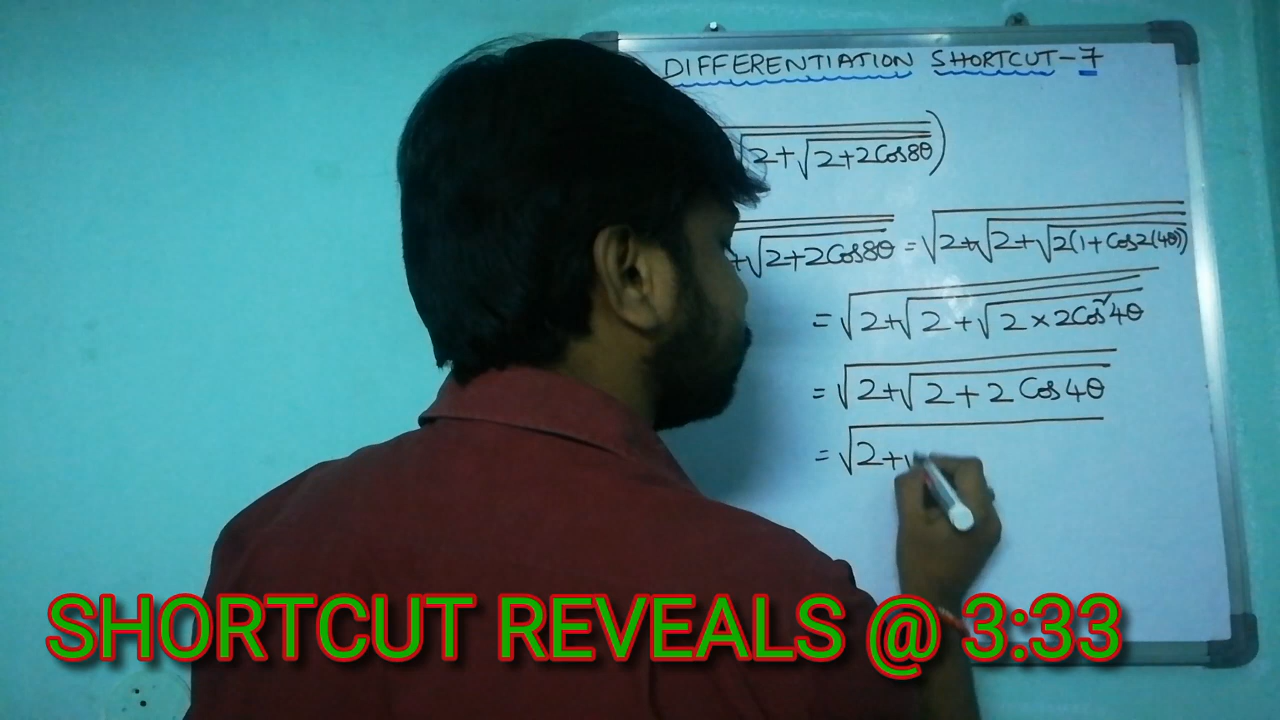 DIFFERENTIATION SHORTCUT-7
√2+√2+2Cos8θ)
+√2+2Cos8θ = √2+√2+√2(1+Cos2(4θ))
= √2+√2+√2×2Cos²4θ
= √2+√2+2Cos4θ
= √2+√
SHORTCUT REVEALS @ 3:33